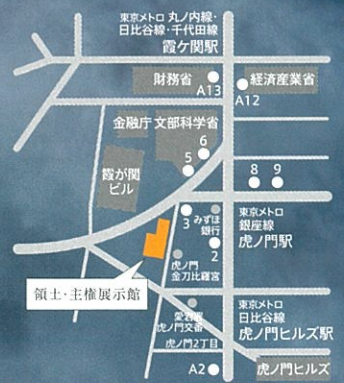 東京メトロ 丸ノ内線・
日比谷線・千代田線
霞ケ関駅
財務省
A13
経済産業省
A12
金融庁 文部科学省
6
5
霞が関
ビル
8 9
3
みずほ
銀行
2
東京メトロ
銀座線
虎ノ門駅
虎ノ門
金刀比羅宮
領土・主権展示館
愛宕署
虎ノ門交番
虎ノ門2丁目
東京メトロ
日比谷線
虎ノ門ヒルズ駅
A2
虎ノ門ヒルズ